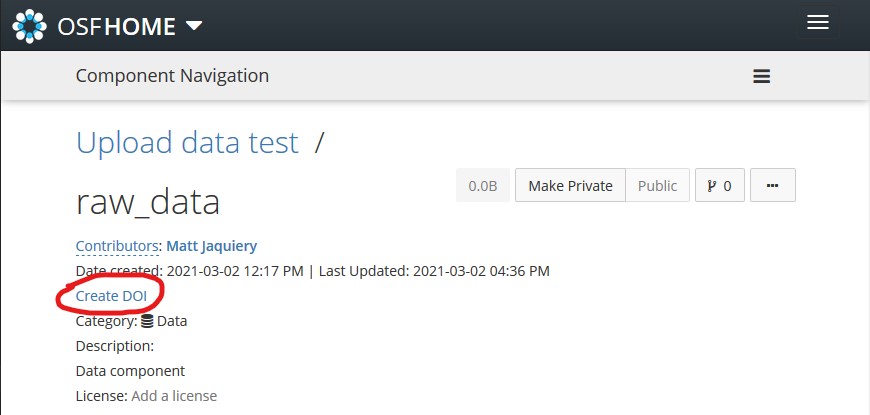 OSFHOME
Component Navigation
Upload data test /
0.0B Make Private Public 0 ...
raw_data
Contributors: Matt Jaquiery
Date created: 2021-03-02 12:17 PM | Last Updated: 2021-03-02 04:36 PM
Create DOI
Category: Data
Description:
Data component
License: Add a license